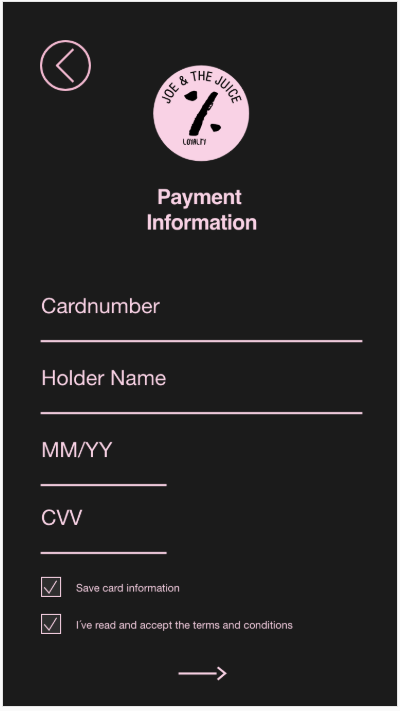 JOE & THE JUICE
LOYALTY
Payment
Information
Cardnumber
Holder Name
MM/YY
CVV
Save card information
I´ve read and accept the terms and conditions